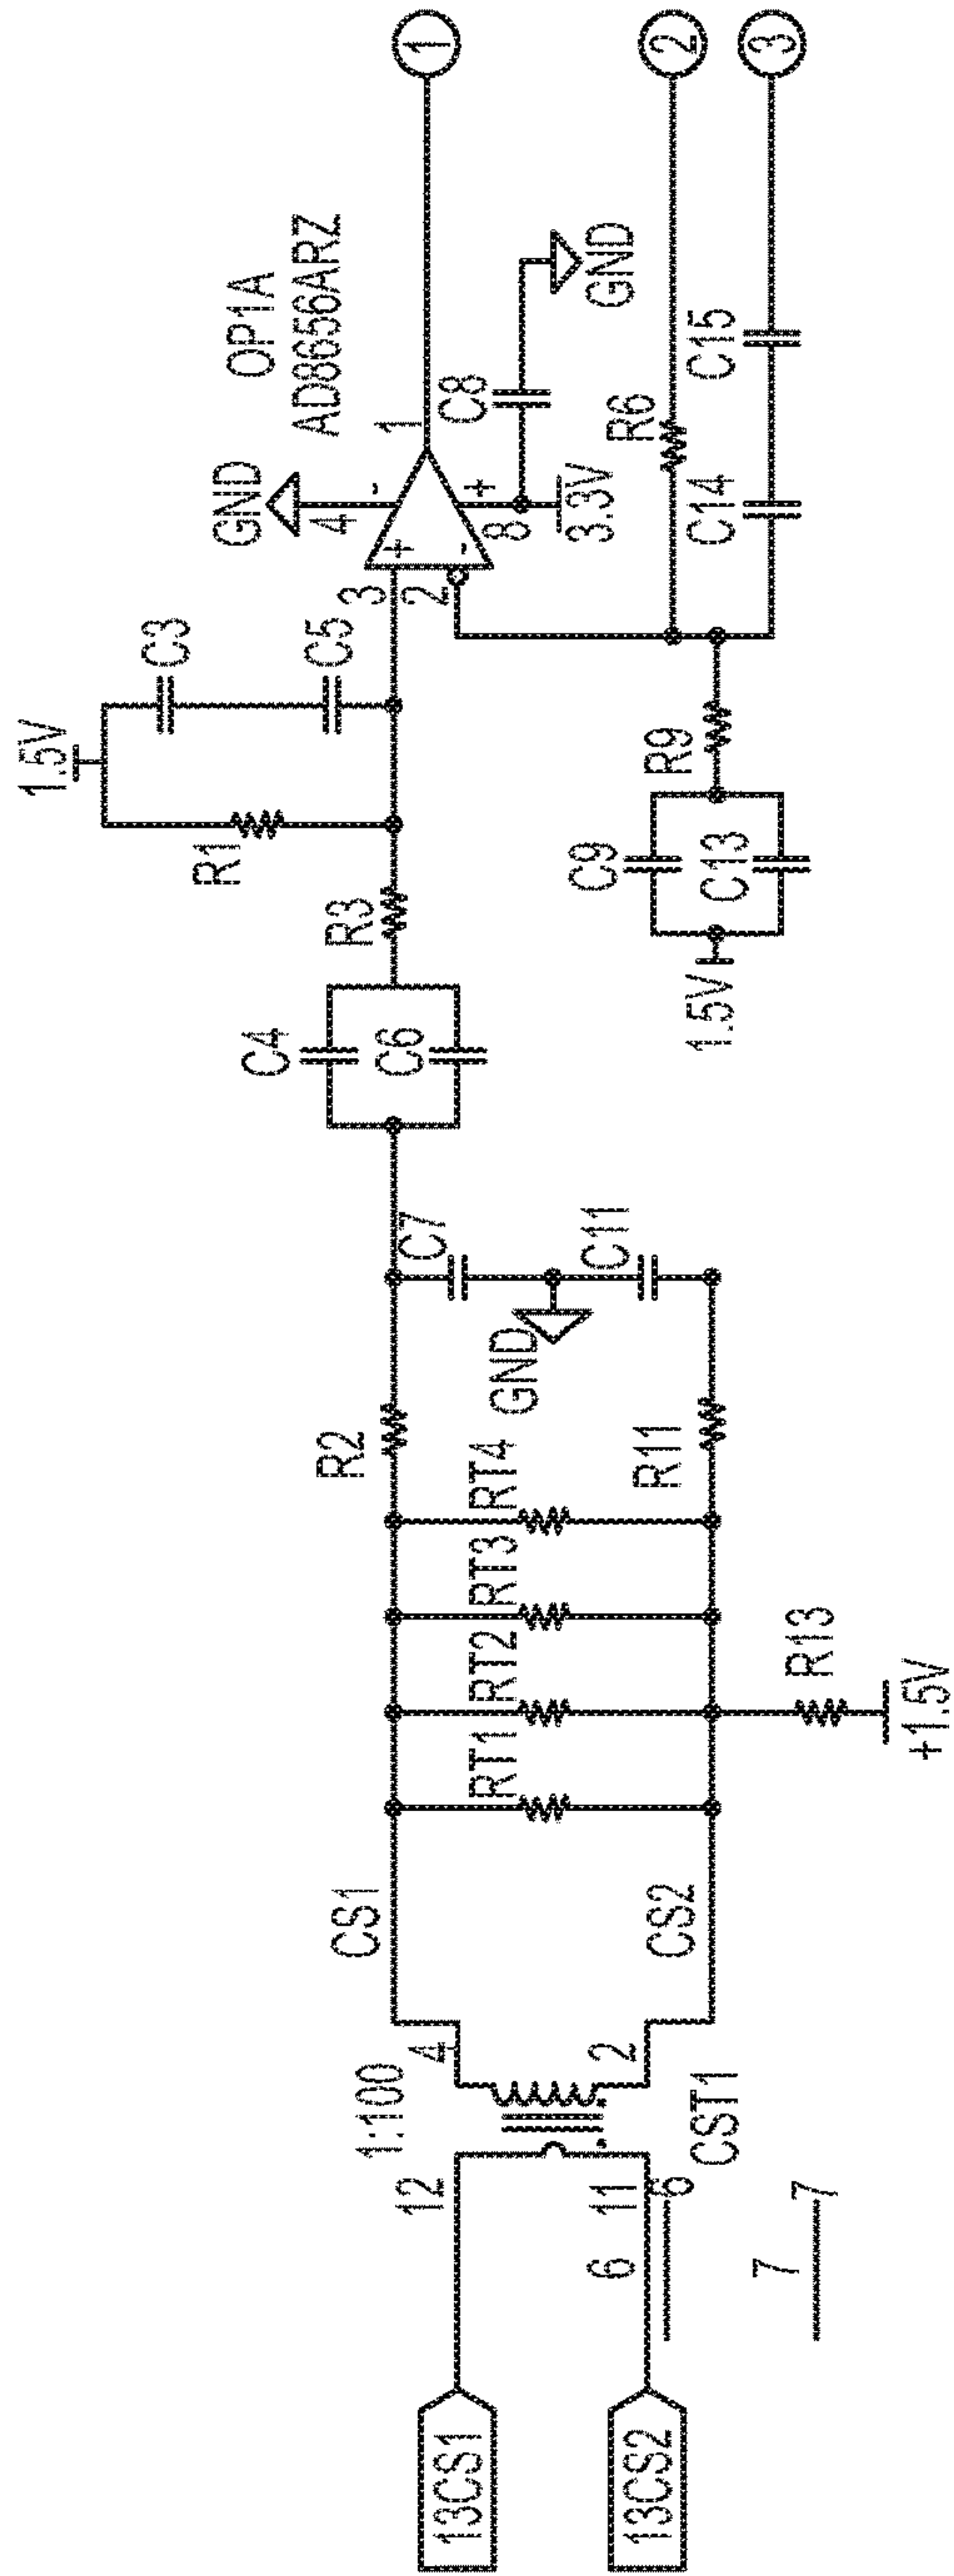 13CS1
13CS2
12
11
6
6
7
7
1:100
CST1
4
2
CS1
CS2
RT1
RT2
RT3
RT4
R13
+1.5V
R2
R11
C7
C11
GND
C4
C6
R3
R1
1.5V
C3
C5
1.5V
C9
C13
R9
3
2
+
-
GND
4
-
8
+
3.3V
1
OP1A
AD8656ARZ
C8
GND
R6
C14
C15
1
2
3